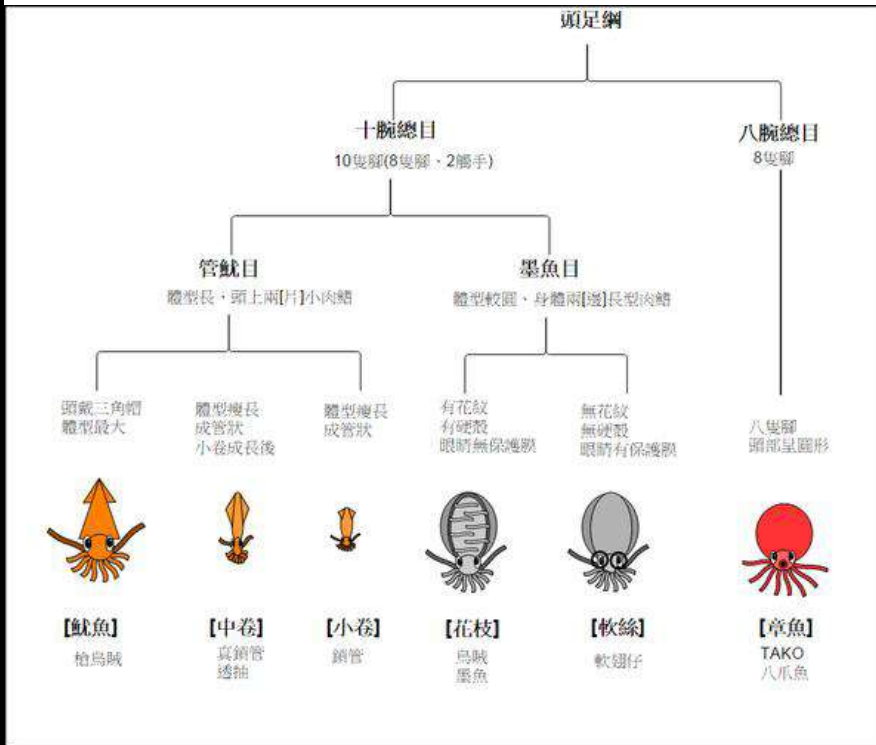 頭足綱
十腕總目
10隻腳(8隻腳、2觸手)
八腕總目
8隻腳
管魷目
體型長、頭上兩[片]小肉鰭
墨魚目
體型較圓、身體兩[邊]長型肉鰭
頭戴三角帽
體型最大
體型瘦長
成管狀
小卷成長後
體型瘦長
成管狀
有花紋
有硬殼
眼睛無保護膜
無花紋
無硬殼
眼睛有保護膜
八隻腳
頭部呈圓形
[魷魚]
槍烏賊
[中卷]
真鎖管
透抽
[小卷]
鎖管
[花枝]
烏賊
墨魚
[軟絲]
軟翅仔
[章魚]
TAKO
八爪魚